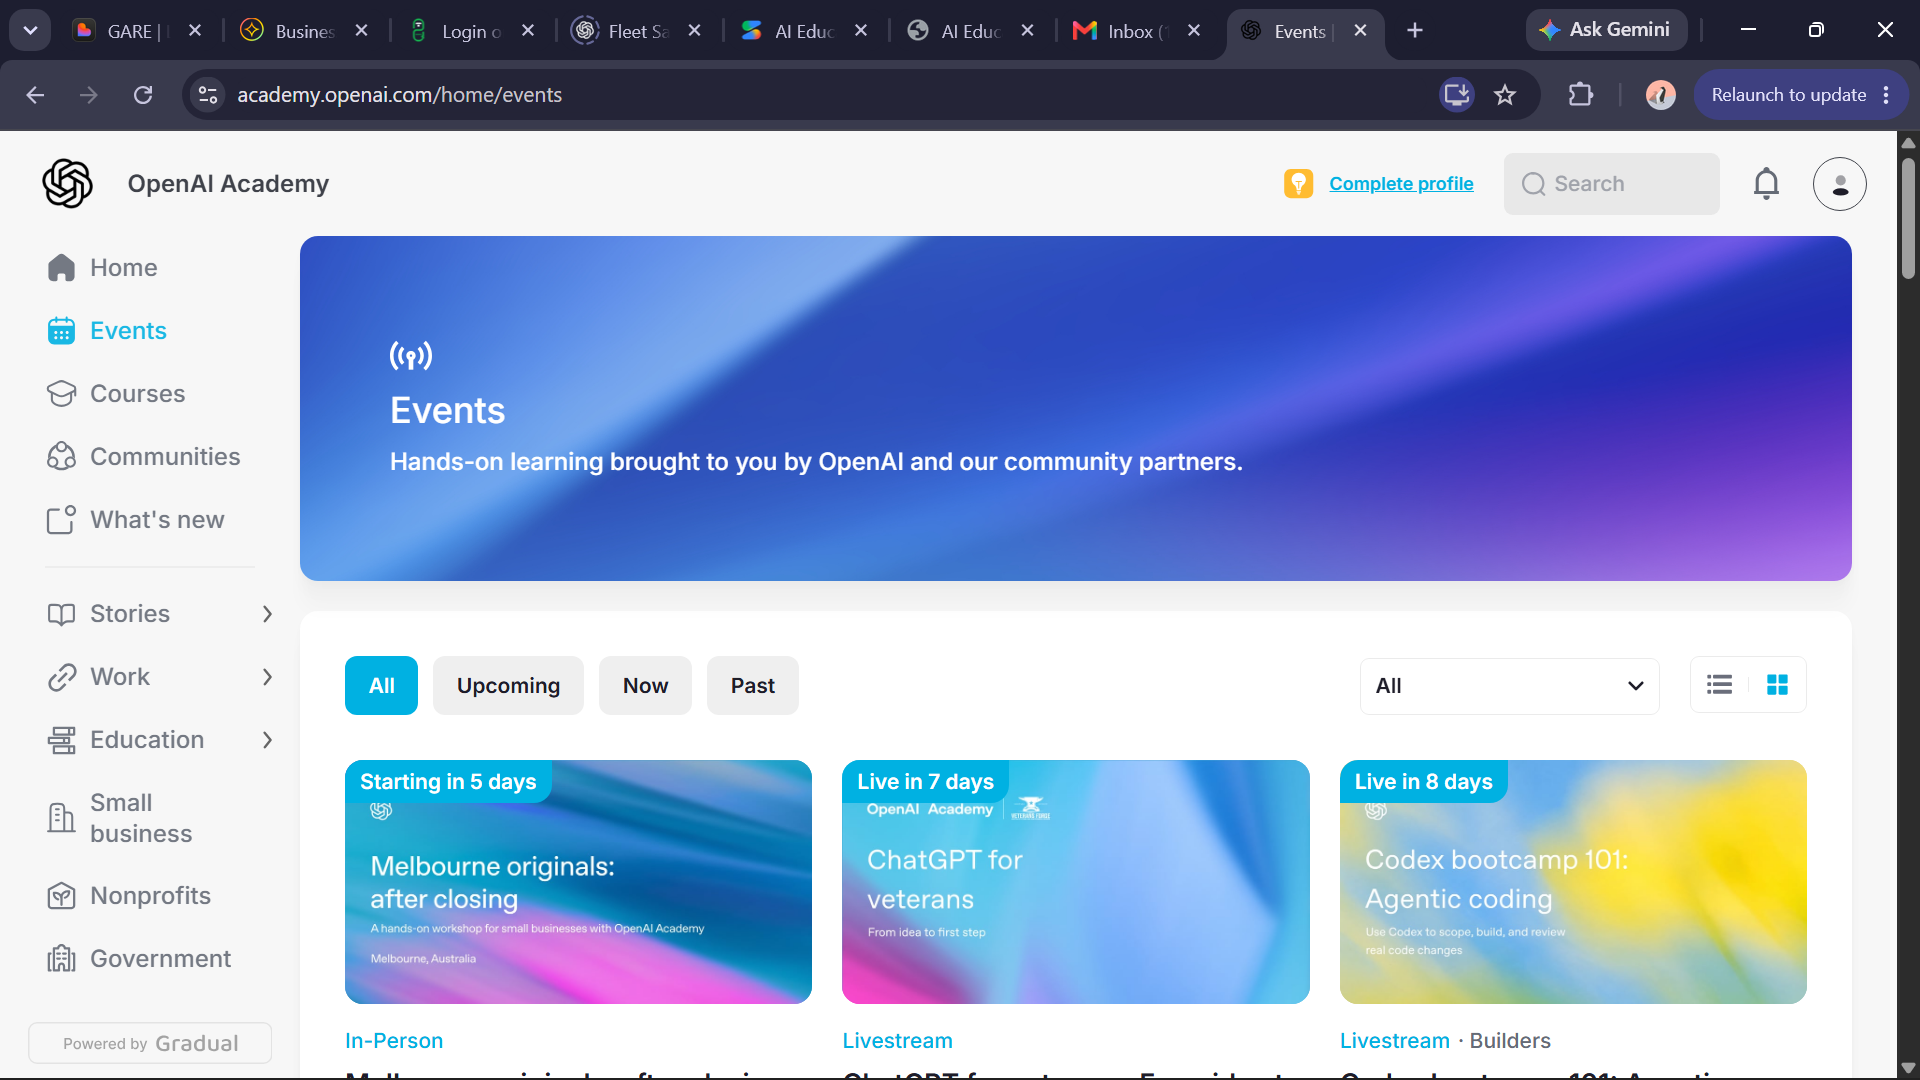 GARE |
Business
Login o
Fleet Sa
AI Educ
AI Educ
Inbox (1
Events |
Ask Gemini
academy.openai.com/home/events
Relaunch to update
OpenAI Academy
Complete profile
Search
Home
Events
Courses
Communities
What's new
Stories
Work
Education
Small
business
Nonprofits
Government
Powered by Gradual
Events
Hands-on learning brought to you by OpenAI and our community partners.
All
Upcoming
Now
Past
All
Starting in 5 days
Melbourne originals:
after closing
A hands-on workshop for small businesses with OpenAI Academy
Melbourne, Australia
In-Person
Live in 7 days
OpenAI Academy
VETERANS FORGE
ChatGPT for
veterans
From idea to first step
Livestream
Live in 8 days
Codex bootcamp 101:
Agentic coding
Use Codex to scope, build, and review
real code changes
Livestream · Builders